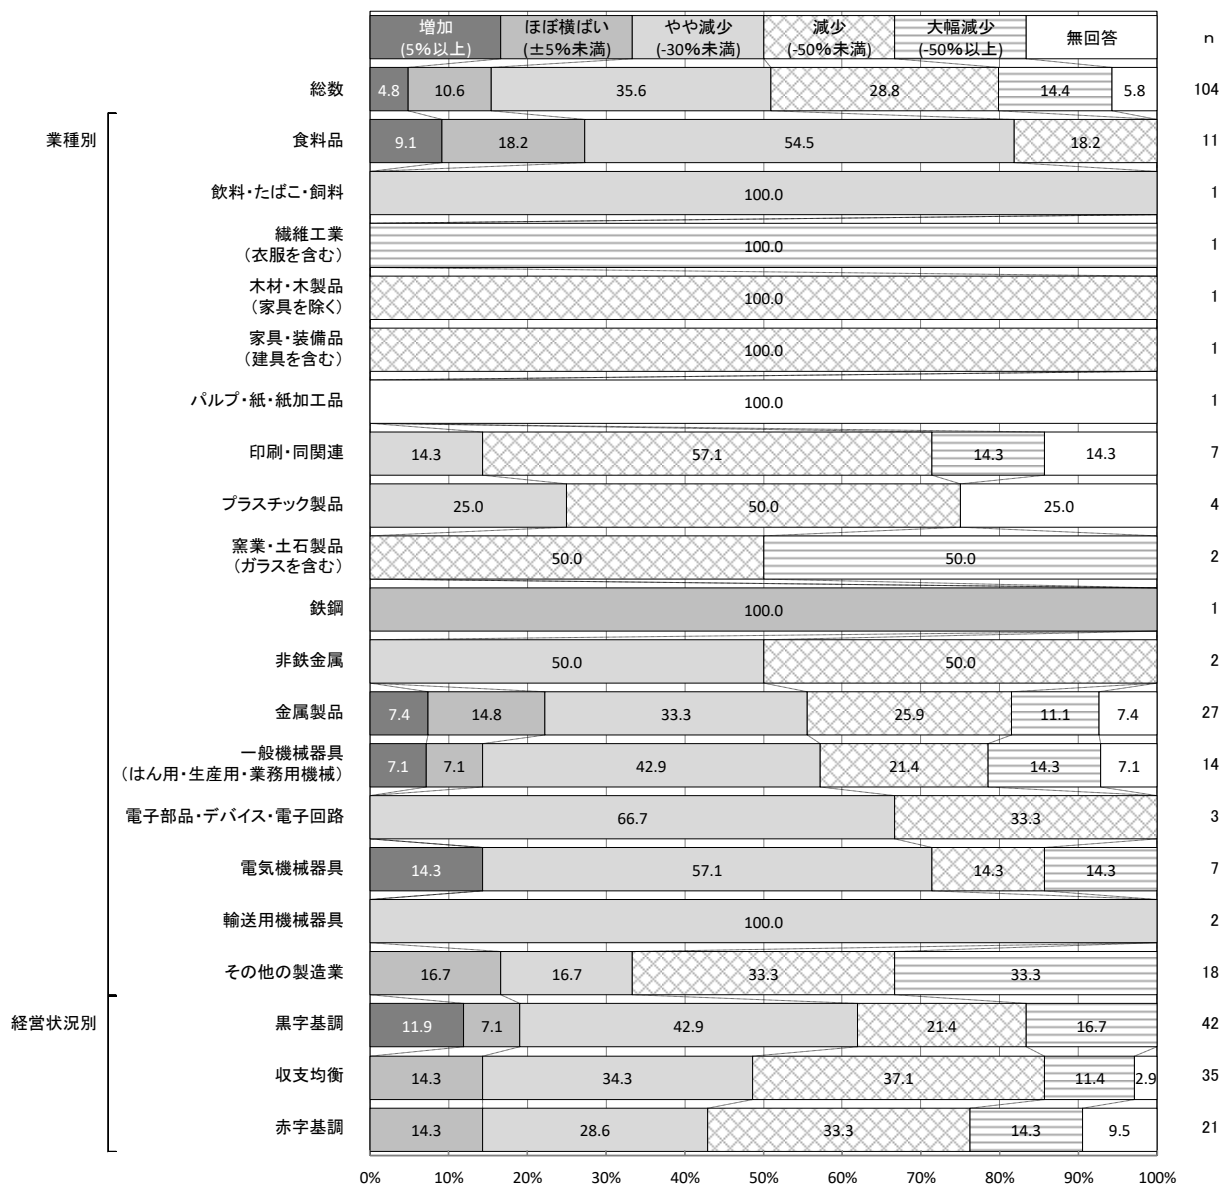 増加
(5%以上)
ほぼ横ばい
(±5%未満)
やや減少
(-30%未満)
減少
(-50%未満)
大幅減少
(-50%以上)
無回答
n
総数
4.8 10.6 35.6 28.8 14.4 5.8 104
業種別
食料品
9.1 18.2 54.5 18.2 11
飲料・たばこ・飼料
100.0 1
繊維工業
(衣服を含む)
100.0 1
木材・木製品
(家具を除く)
100.0 1
家具・装備品
(建具を含む)
100.0 1
パルプ・紙・紙加工品
100.0 1
印刷・同関連
14.3 57.1 14.3 14.3 7
プラスチック製品
25.0 50.0 25.0 4
窯業・土石製品
(ガラスを含む)
50.0 50.0 2
鉄鋼
100.0 1
非鉄金属
50.0 50.0 2
金属製品
7.4 14.8 33.3 25.9 11.1 7.4 27
一般機械器具
(はん用・生産用・業務用機械)
7.1 7.1 42.9 21.4 14.3 7.1 14
電子部品・デバイス・電子回路
66.7 33.3 3
電気機械器具
14.3 57.1 14.3 14.3 7
輸送用機械器具
100.0 2
その他の製造業
16.7 16.7 33.3 33.3 18
経営状況別
黒字基調
11.9 7.1 42.9 21.4 16.7 42
収支均衡
14.3 34.3 37.1 11.4 2.9 35
赤字基調
14.3 28.6 33.3 14.3 9.5 21
0% 10% 20% 30% 40% 50% 60% 70% 80% 90% 100%